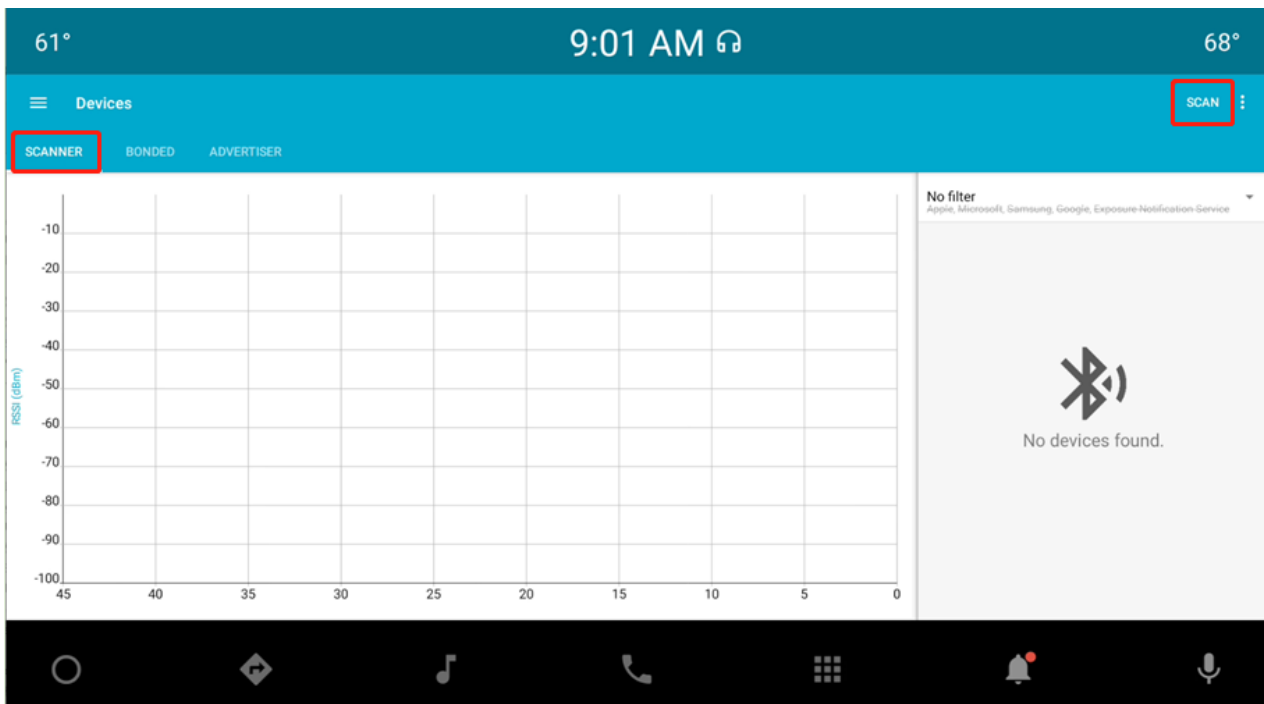 61°
9:01 AM
68°
Devices
SCAN
SCANNER
BONDED
ADVERTISER
No filter
Apple, Microsoft, Samsung, Google, Exposure Notification Service
-10
-20
-30
-40
-50
-60
-70
-80
-90
-100
RSSI (dBm)
45
40
35
30
25
20
15
10
5
0
No devices found.